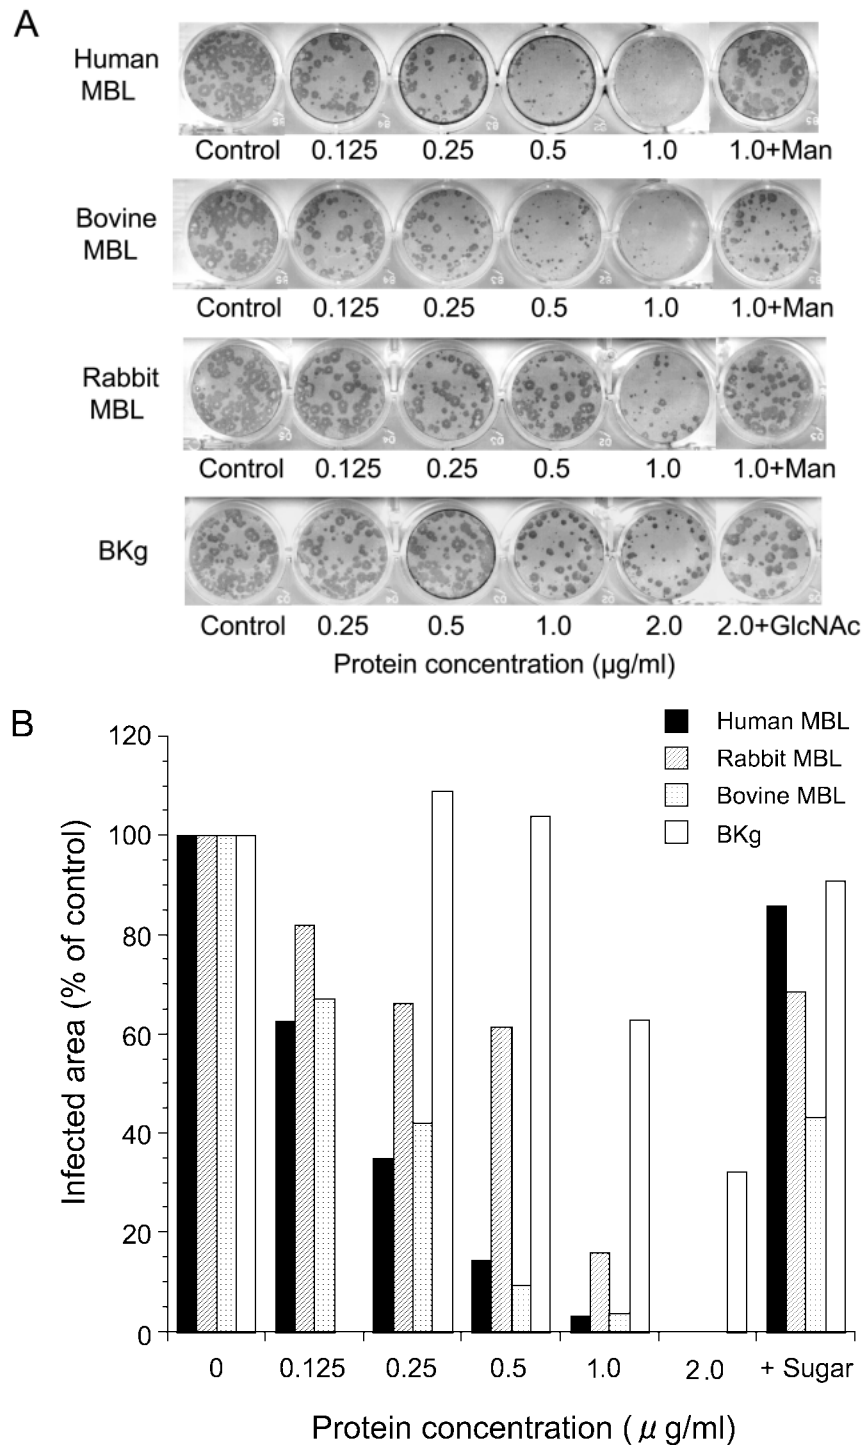 A
Human
MBL
Control 0.125 0.25 0.5 1.0 1.0+Man
Bovine
MBL
Control 0.125 0.25 0.5 1.0 1.0+Man
Rabbit
MBL
Control 0.125 0.25 0.5 1.0 1.0+Man
BKg
Control 0.25 0.5 1.0 2.0 2.0+GlcNAc
Protein concentration (μg/ml)
B
Human MBL
Rabbit MBL
Bovine MBL
BKg
Infected area (% of control)
120
100
80
60
40
20
0
0 0.125 0.25 0.5 1.0 2.0 + Sugar
Protein concentration ( μ g/ml)